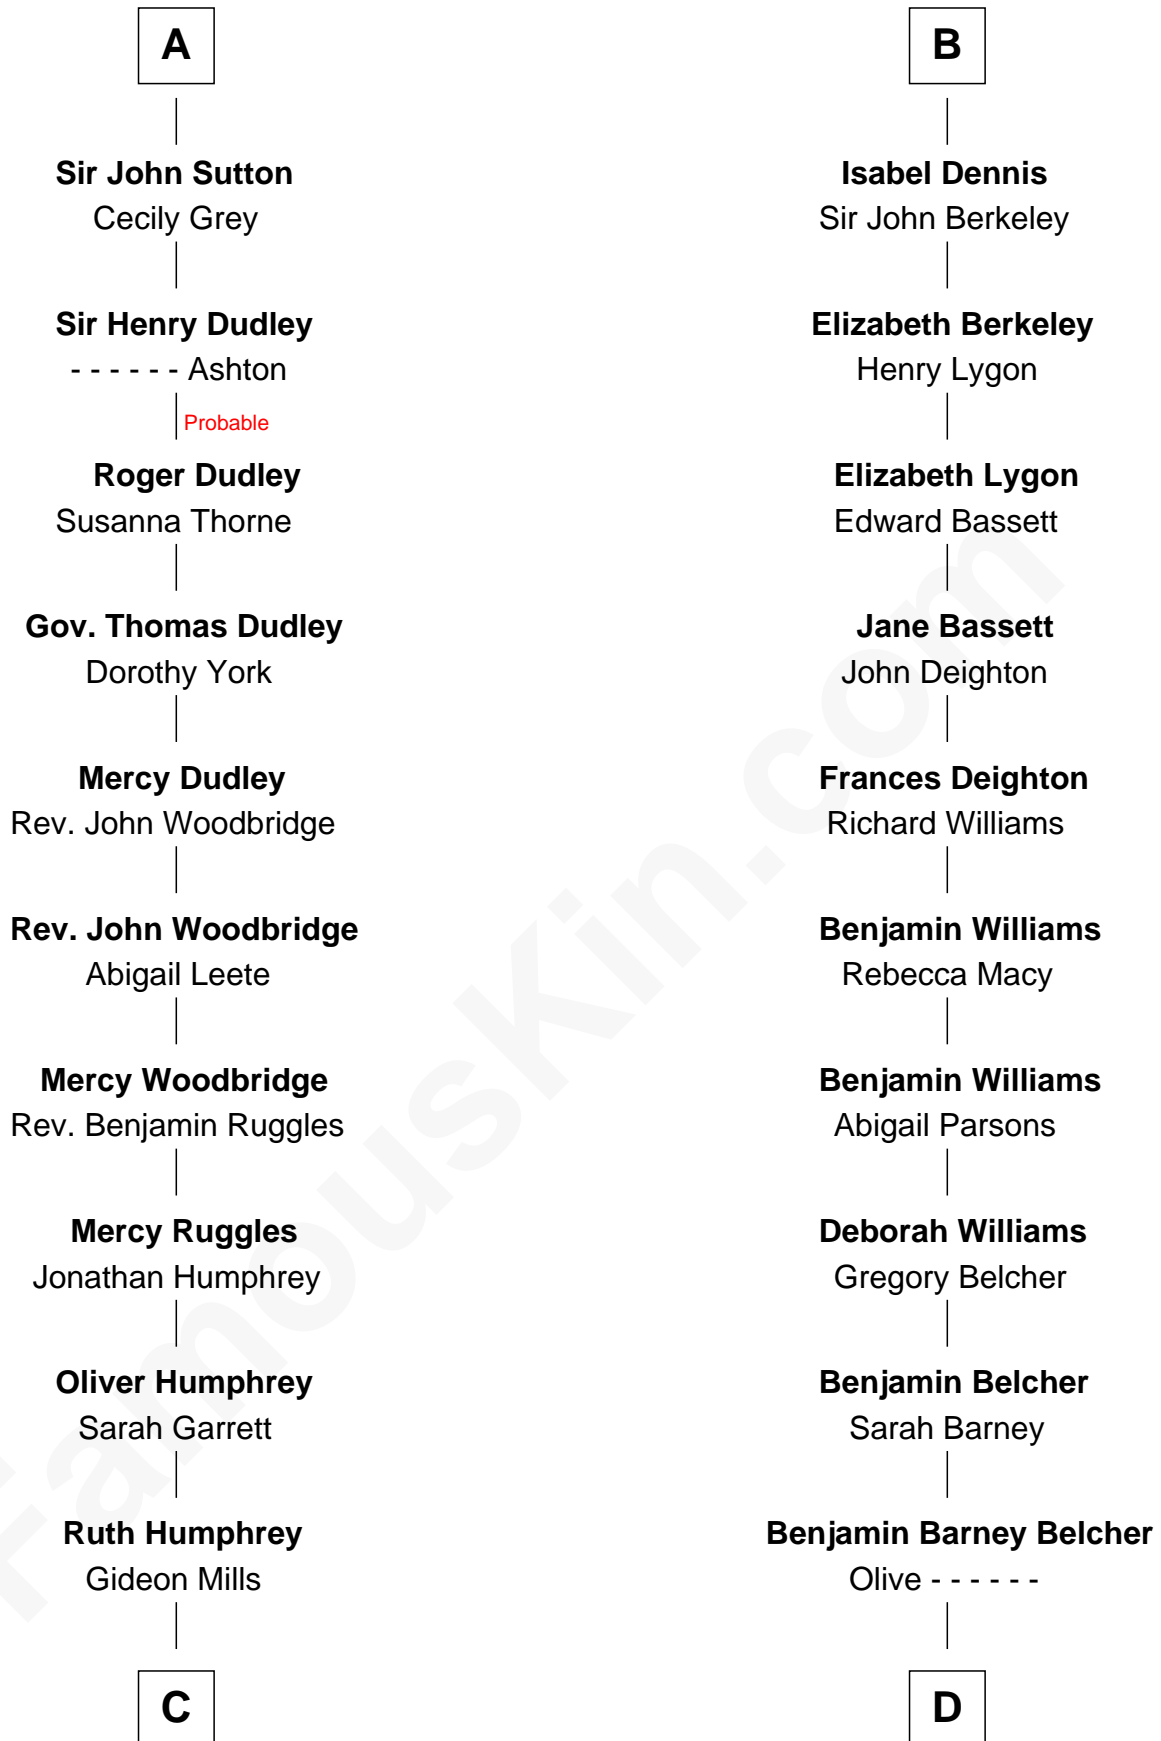 A
Sir John Sutton
Cecily Grey
Sir Henry Dudley
- - - - - - Ashton
Probable
Roger Dudley
Susanna Thorne
Gov. Thomas Dudley
Dorothy York
Mercy Dudley
Rev. John Woodbridge
Rev. John Woodbridge
Abigail Leete
Mercy Woodbridge
Rev. Benjamin Ruggles
Mercy Ruggles
Jonathan Humphrey
Oliver Humphrey
Sarah Garrett
Ruth Humphrey
Gideon Mills
C
B
Isabel Dennis
Sir John Berkeley
Elizabeth Berkeley
Henry Lygon
Elizabeth Lygon
Edward Bassett
Jane Bassett
John Deighton
Frances Deighton
Richard Williams
Benjamin Williams
Rebecca Macy
Benjamin Williams
Abigail Parsons
Deborah Williams
Gregory Belcher
Benjamin Belcher
Sarah Barney
Benjamin Barney Belcher
Olive - - - - - -
D
FamousKin.com